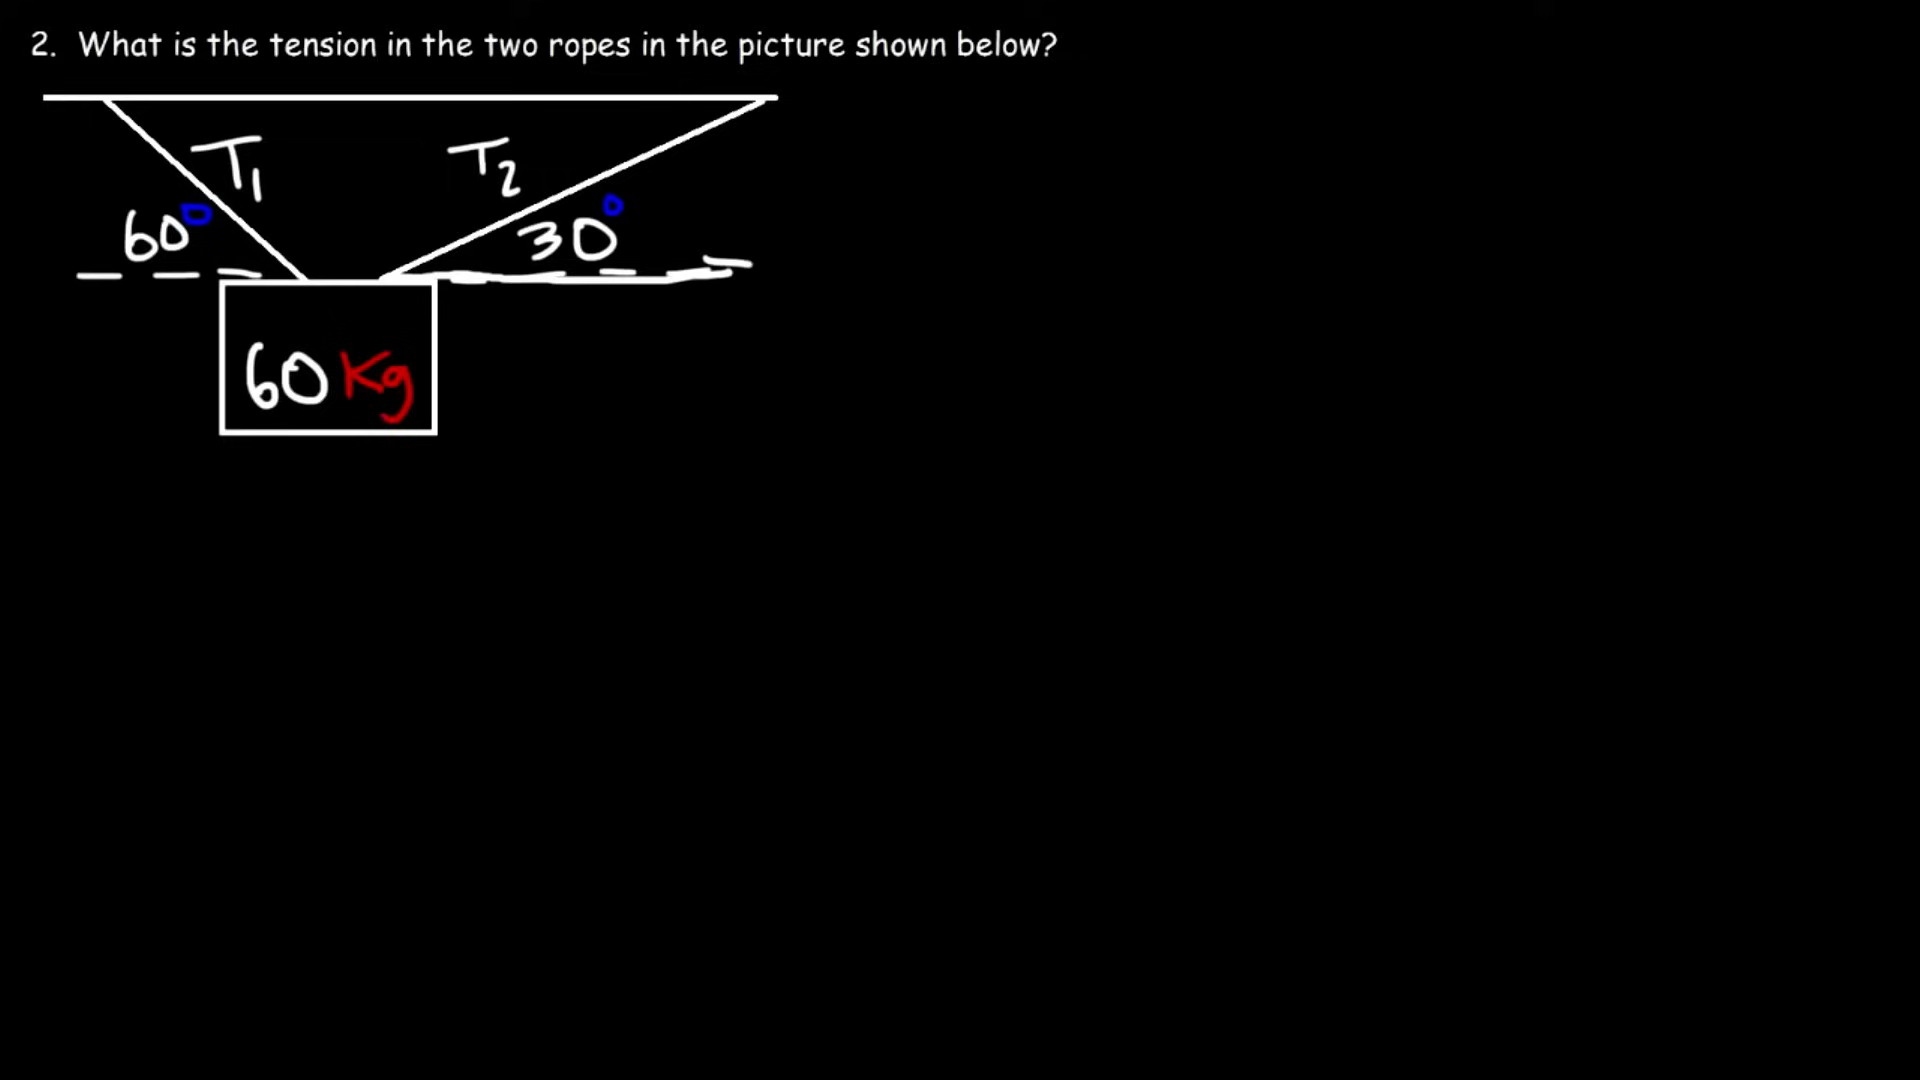 2. What is the tension in the two ropes in the picture shown below?
T1
T2
60°
30°
60 Kg